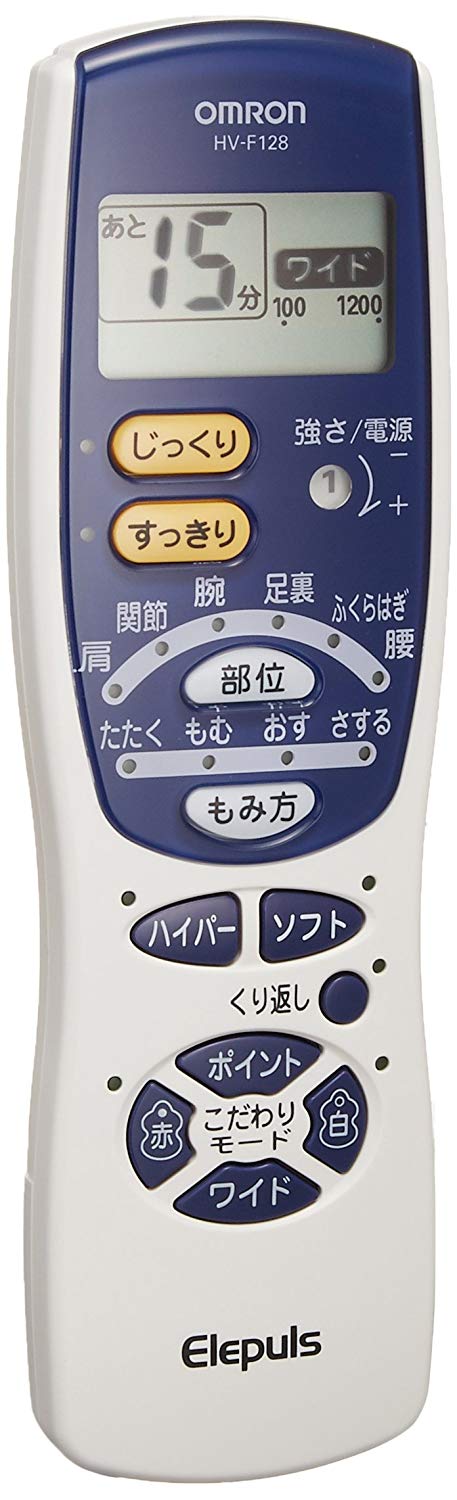 OMRON
HV-F128
あと 15 分
ワイド
100 1200
じっくり
強さ/電源
−
1
+
すっきり
肩 関節 腕 足裏 ふくらはぎ 腰
部位
たたく もむ おす さする
もみ方
ハイパー ソフト
くり返し
ポイント
赤 こだわり 白
モード
ワイド
Elepuls